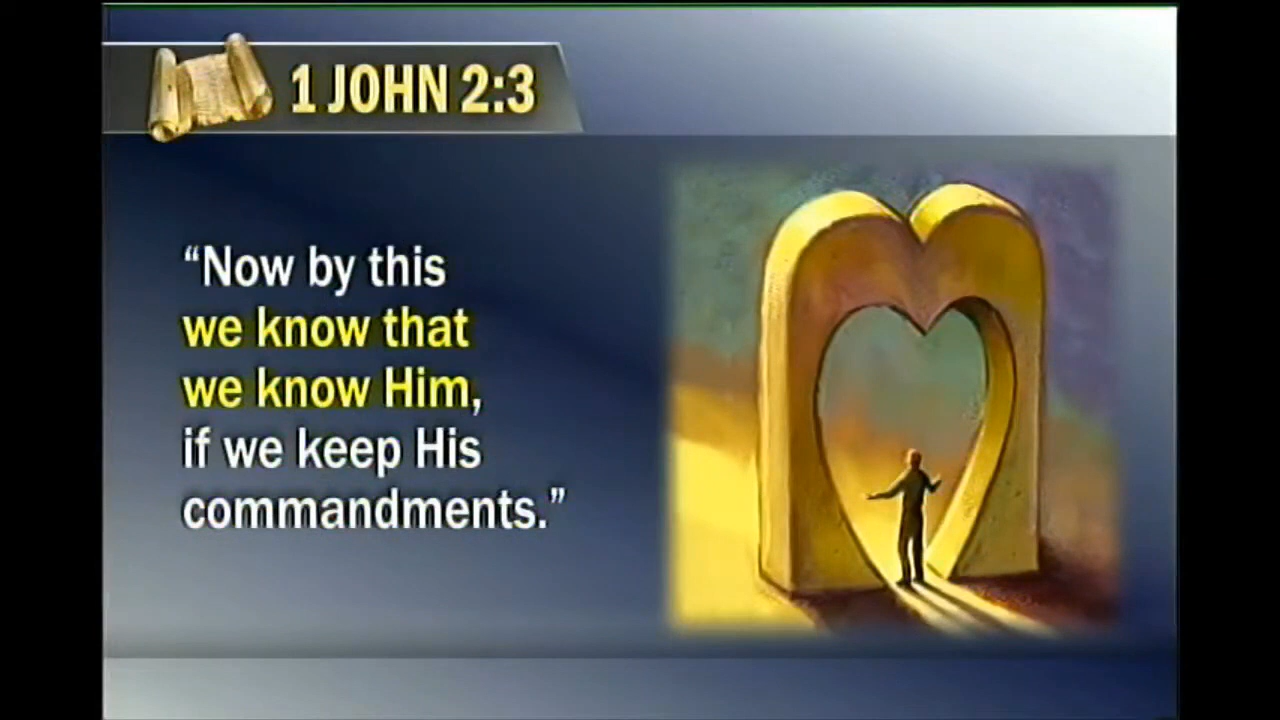 1 JOHN 2:3
“Now by this
we know that
we know Him,
if we keep His
commandments.”